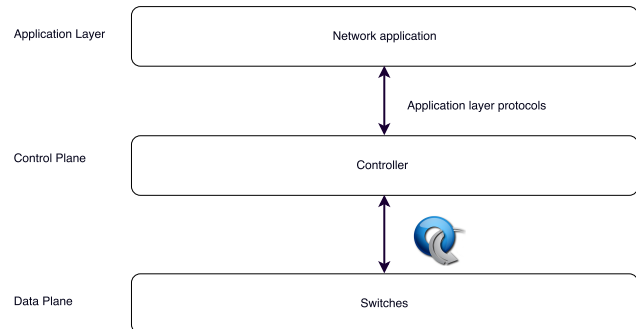 Application Layer
Network application
Application layer protocols
Control Plane
Controller
Data Plane
Switches